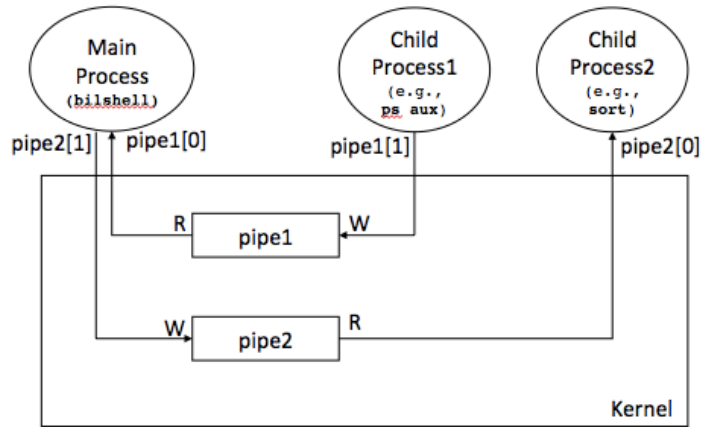 Main
Process
(bilshell)
Child
Process1
(e.g.,
ps aux)
Child
Process2
(e.g.,
sort)
pipe2[1]
pipe1[0]
pipe1[1]
pipe2[0]
R
pipe1
W
W
pipe2
R
Kernel